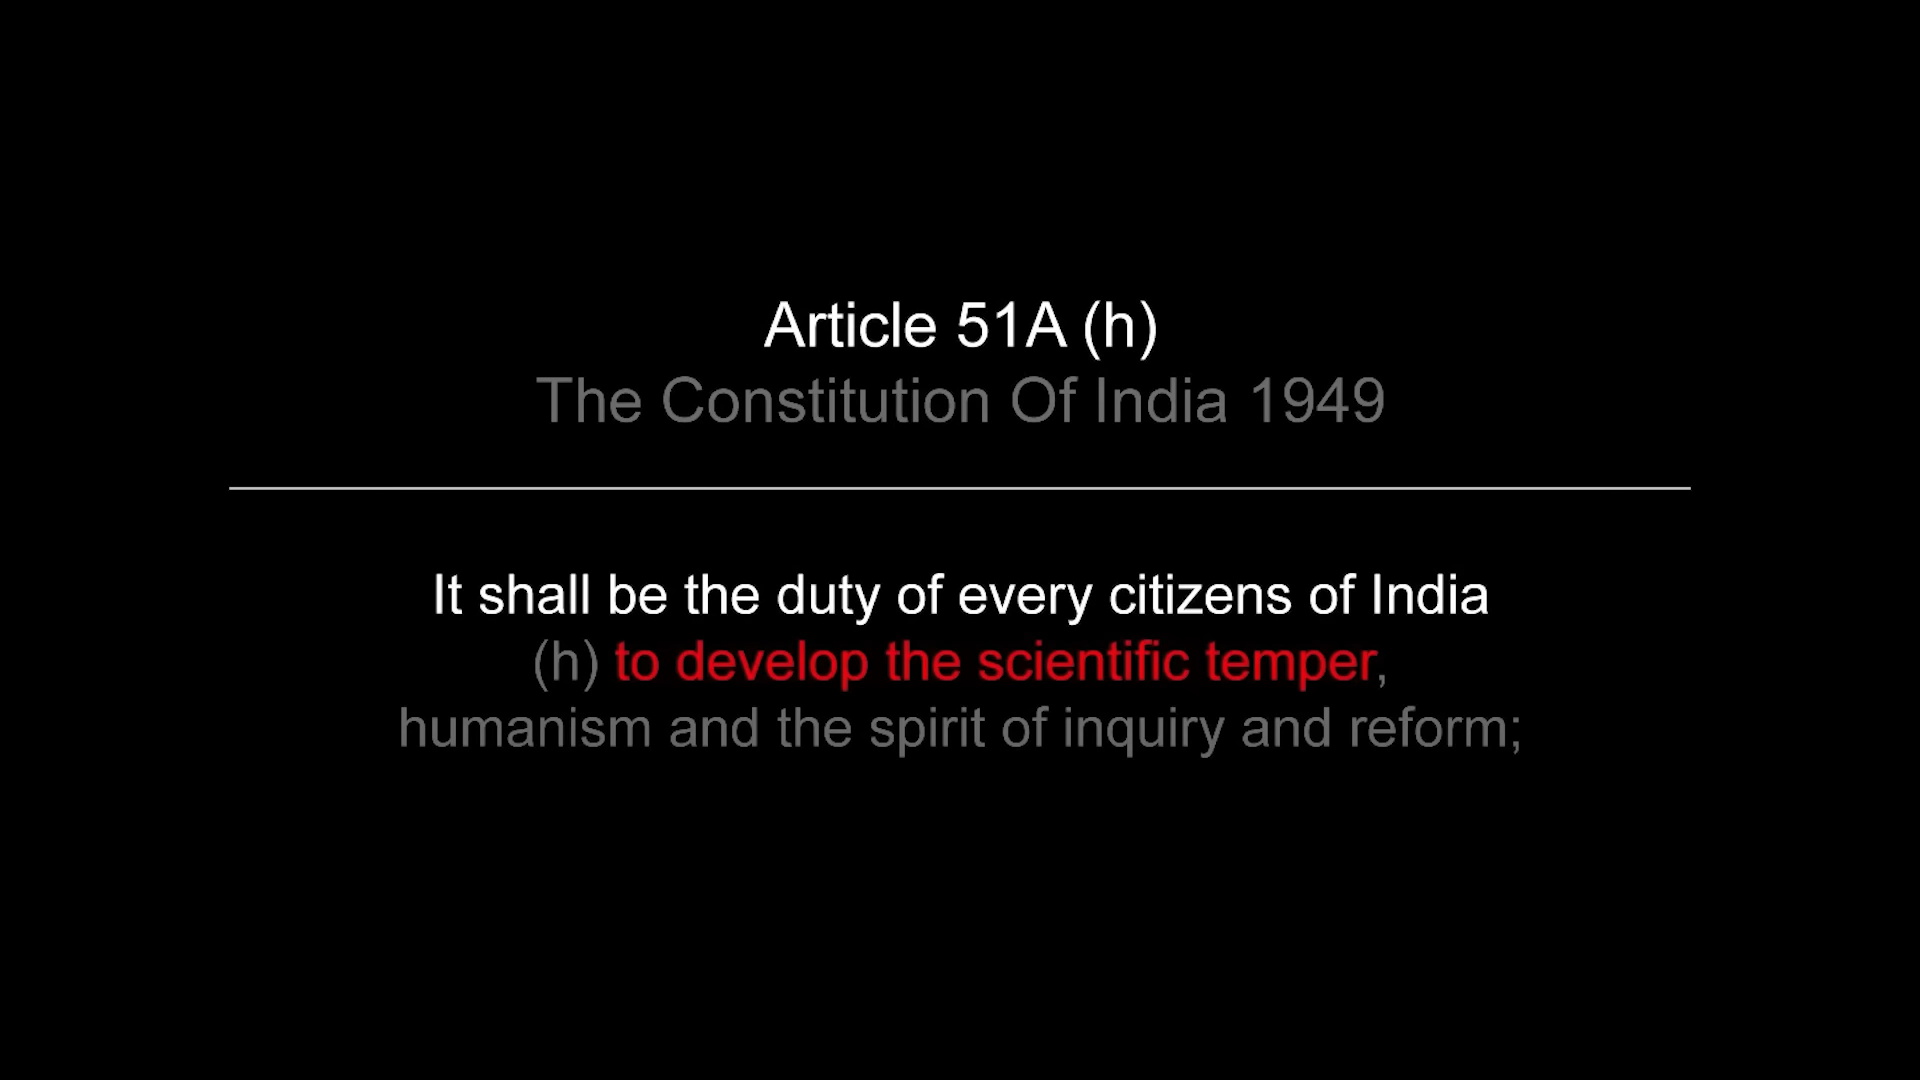 Article 51A (h)
The Constitution Of India 1949
It shall be the duty of every citizens of India
(h) to develop the scientific temper,
humanism and the spirit of inquiry and reform;